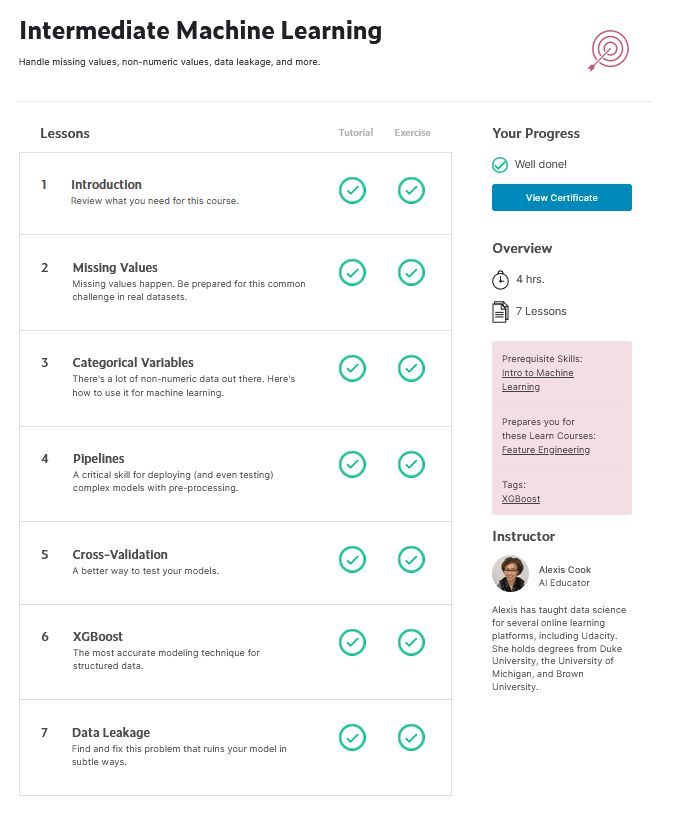 Intermediate Machine Learning
Handle missing values, non-numeric values, data leakage, and more.
Lessons
Tutorial
Exercise
1
Introduction
Review what you need for this course.
2
Missing Values
Missing values happen. Be prepared for this common
challenge in real datasets.
3
Categorical Variables
There's a lot of non-numeric data out there. Here's
how to use it for machine learning.
4
Pipelines
A critical skill for deploying (and even testing)
complex models with pre-processing.
5
Cross-Validation
A better way to test your models.
6
XGBoost
The most accurate modeling technique for
structured data.
7
Data Leakage
Find and fix this problem that ruins your model in
subtle ways.
Your Progress
Well done!
View Certificate
Overview
4 hrs.
7 Lessons
Prerequisite Skills:
Intro to Machine
Learning
Prepares you for
these Learn Courses:
Feature Engineering
Tags:
XGBoost
Instructor
Alexis Cook
AI Educator
Alexis has taught data science
for several online learning
platforms, including Udacity.
She holds degrees from Duke
University, the University of
Michigan, and Brown
University.